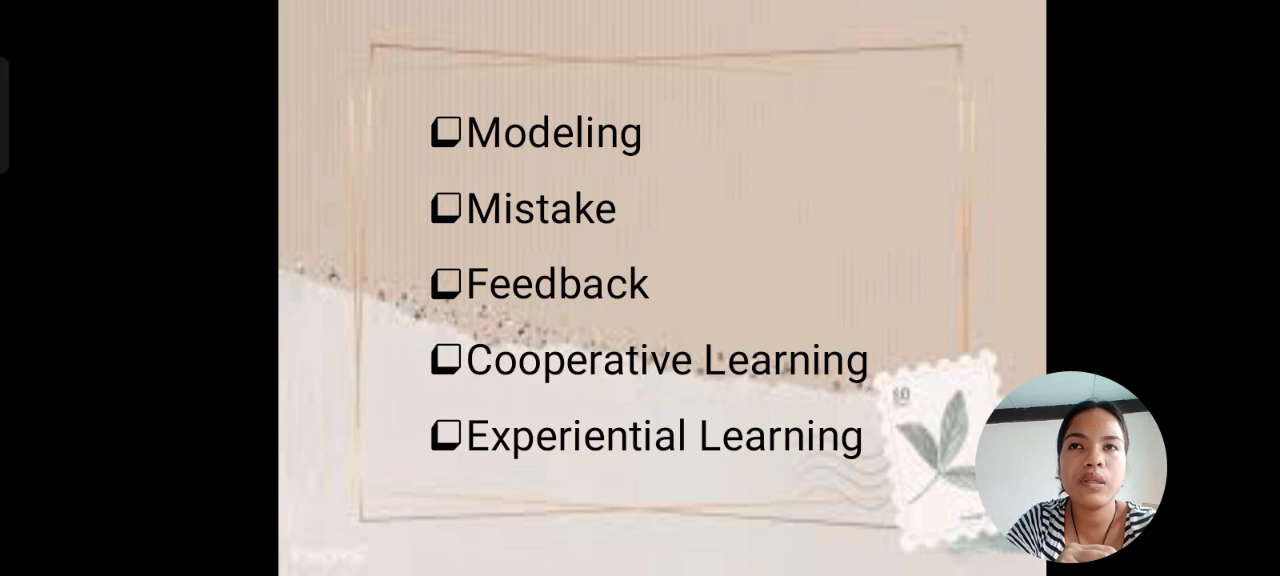 Modeling
Mistake
Feedback
Cooperative Learning
Experiential Learning